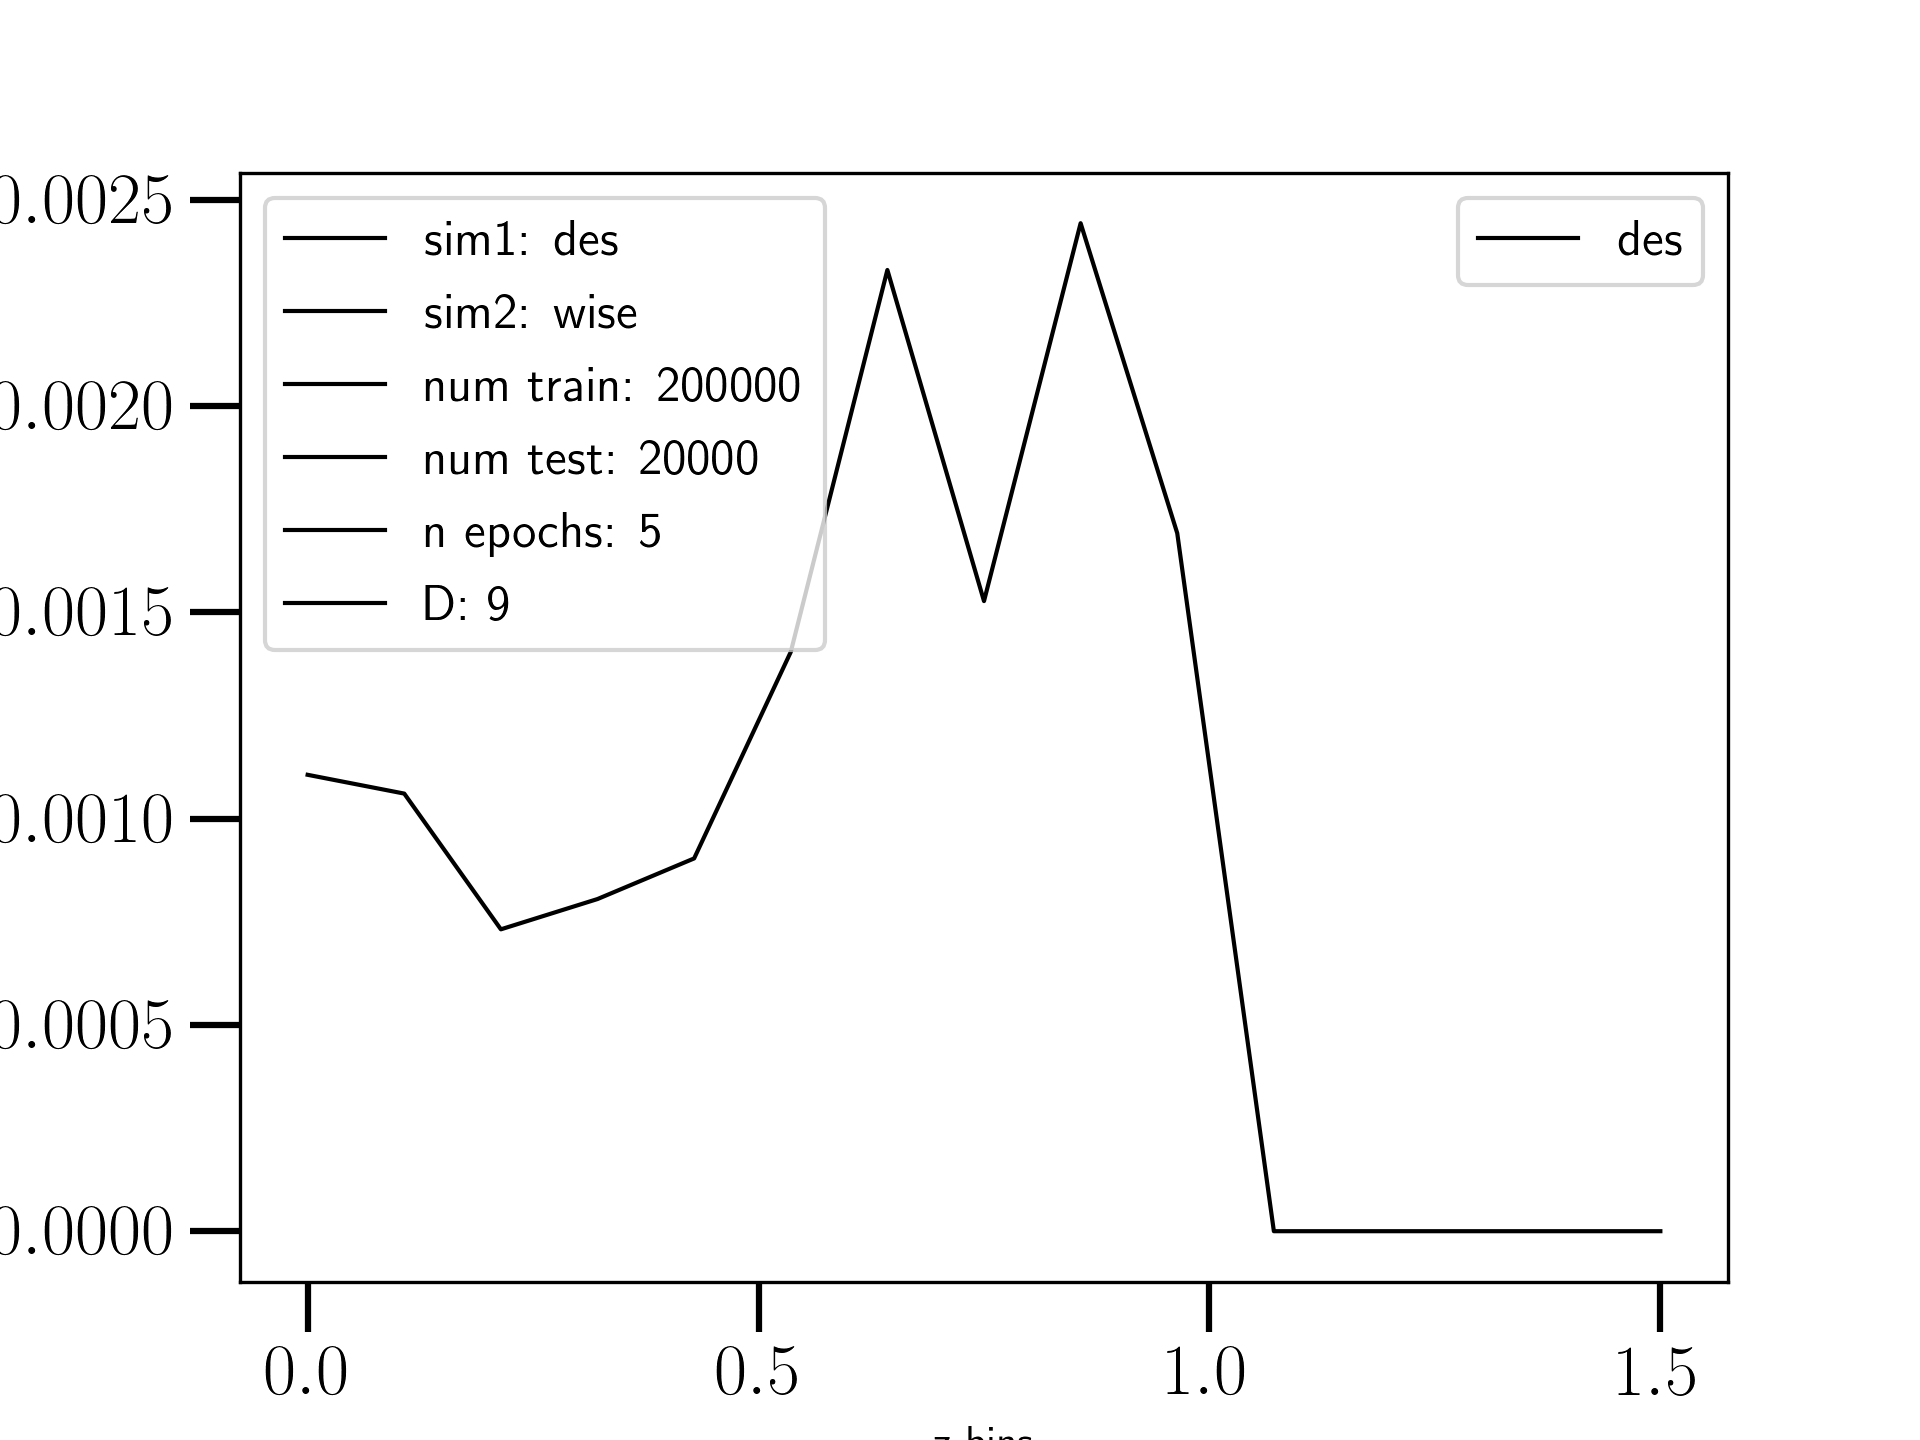 0.0025
0.0020
0.0015
0.0010
0.0005
0.0000
sim1: des
sim2: wise
num train: 200000
num test: 20000
n epochs: 5
D: 9
des
0.0 0.5 1.0 1.5
z bins